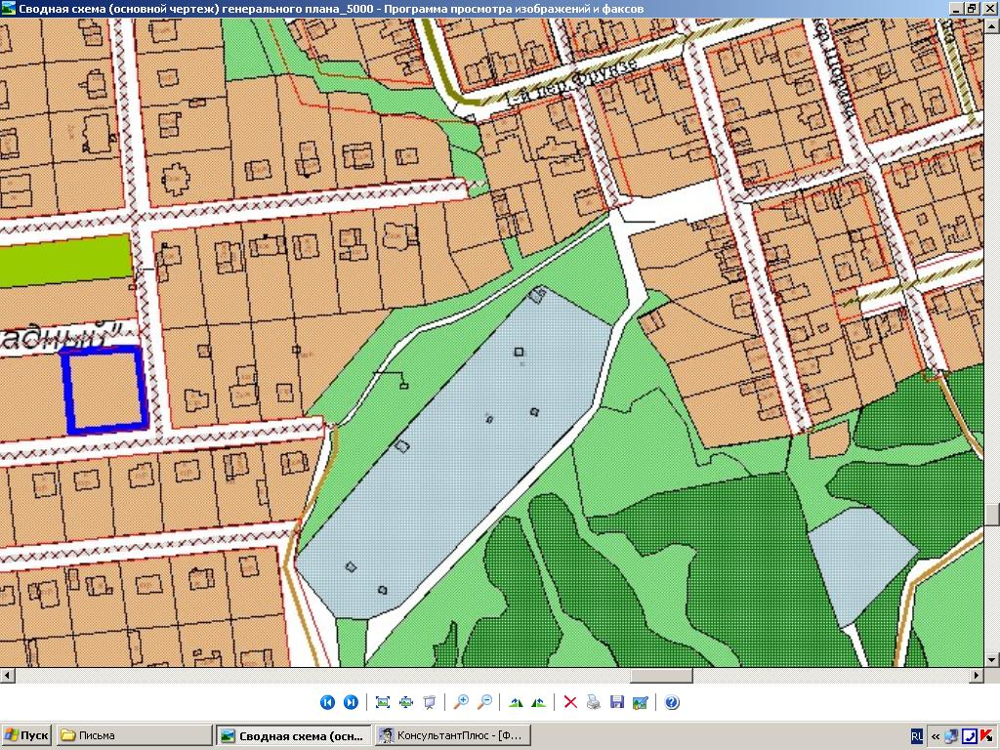 Сводная схема (основной чертеж) генерального плана_5000 - Программа просмотра изображений и факсов
1-й пер. Фрунзе
адный"
Пуск
Письма
Сводная схема (осн...
КонсультантПлюс - [Ф...
RL
«